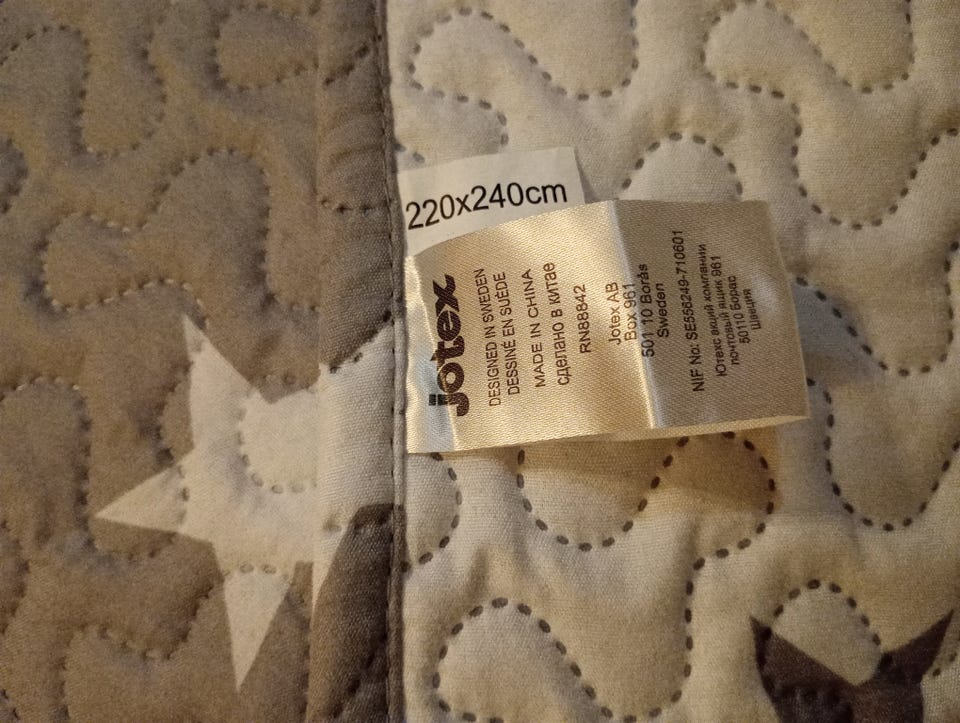 220x240cm
jotex
DESIGNED IN SWEDEN
DESSINÉ EN SUÈDE
MADE IN CHINA
сделано в китае
RN88842
Jotex AB
Box 961
501 10 Borås
Sweden
NIF No: SE556249-710601
Ютекс акций компании
почтовый ящик 961
50110 Борас
Швеция